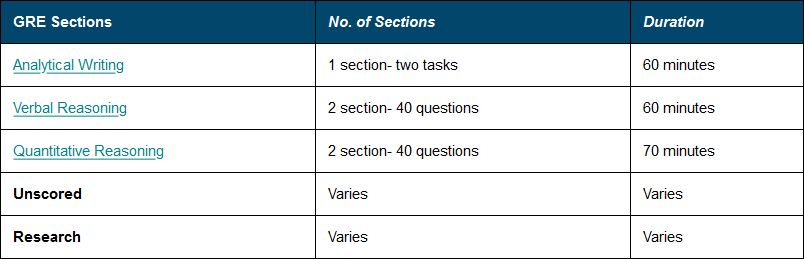 GRE Sections No. of Sections Duration
Analytical Writing 1 section- two tasks 60 minutes
Verbal Reasoning 2 section- 40 questions 60 minutes
Quantitative Reasoning 2 section- 40 questions 70 minutes
Unscored Varies Varies
Research Varies Varies